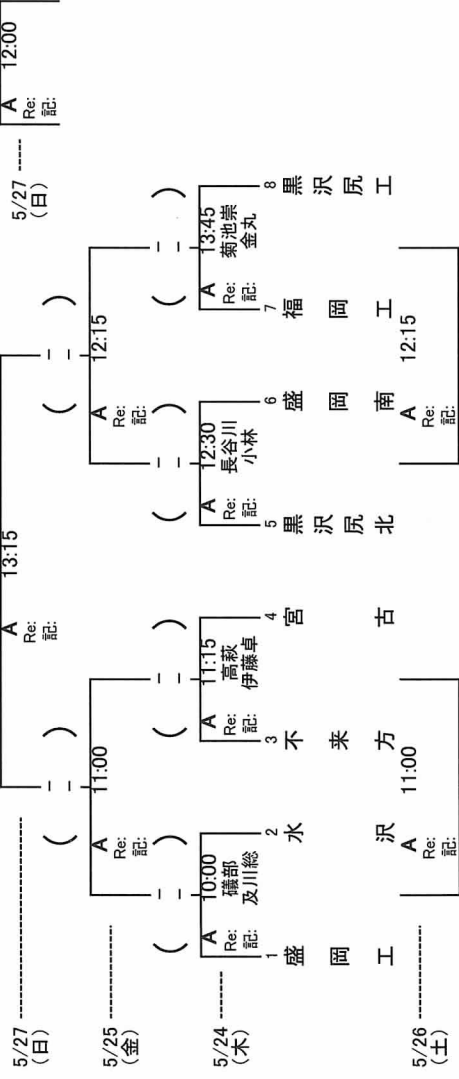 5/27
(日)
13:15
A
Re:
記:
5/27
(日)
12:00
A
Re:
記:
5/25
(金)
11:00
A
Re:
記:
12:15
A
Re:
記:
5/24
(木)
10:00
A
磯部
Re:
及川総
記:
11:15
A
高萩
Re:
伊藤卓
記:
12:30
A
長谷川
Re:
小林
記:
13:45
A
菊池崇
Re:
金丸
記:
1
盛岡工
2
水沢
3
不来方
4
宮古
5
黒沢尻北
6
盛岡南
7
福岡工
8
黒沢尻工
5/26
(土)
11:00
A
Re:
記:
12:15
A
Re:
記: